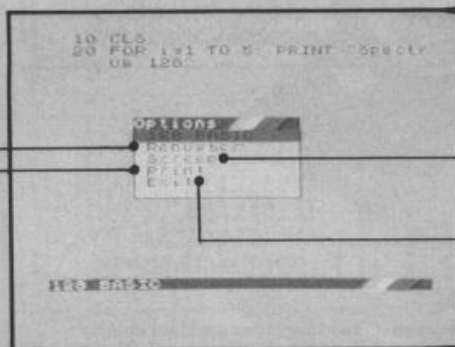 10 CLS
20 FOR i=1 TO 5: PRINT "Spectr
um 128"
Options
128 BASIC
Renumber
Screen
Print
Exit
128 BASIC